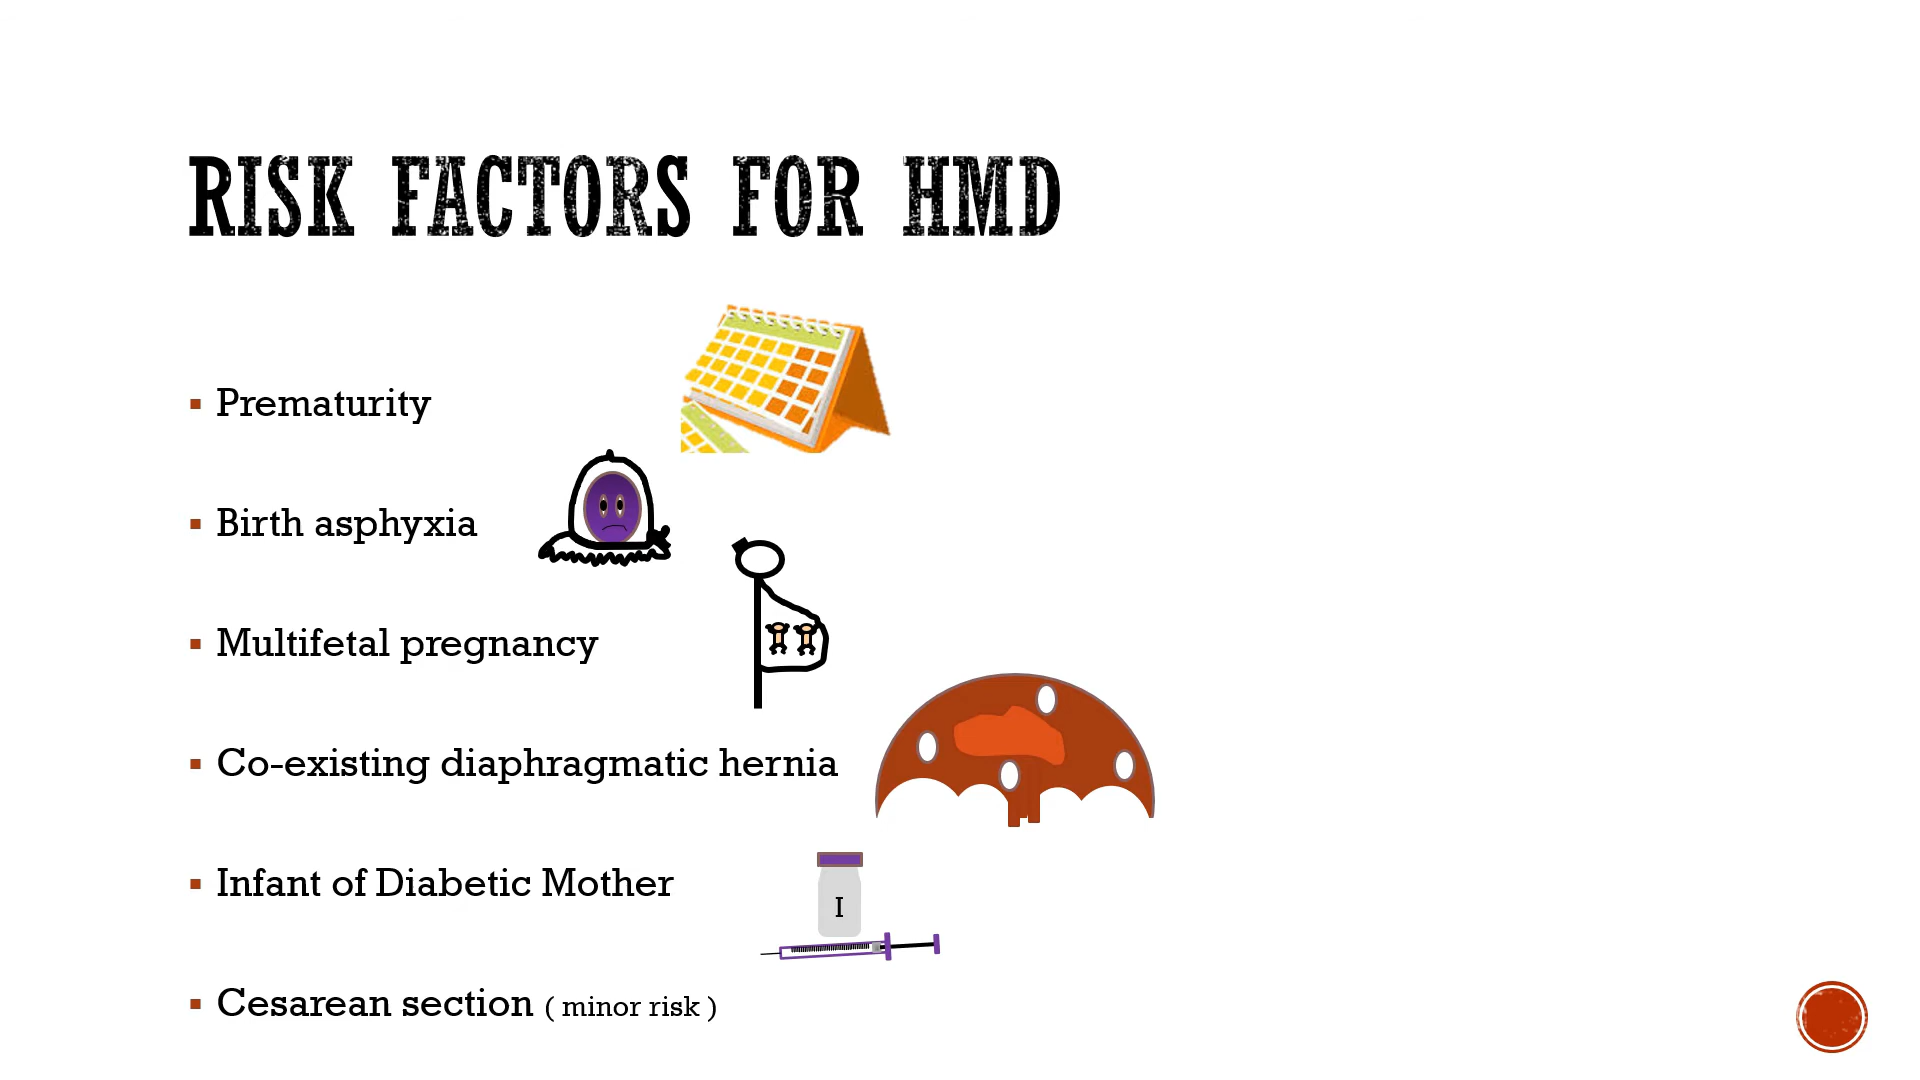 RISK FACTORS FOR HMD
Prematurity
Birth asphyxia
Multifetal pregnancy
Co-existing diaphragmatic hernia
Infant of Diabetic Mother
I
Cesarean section ( minor risk )